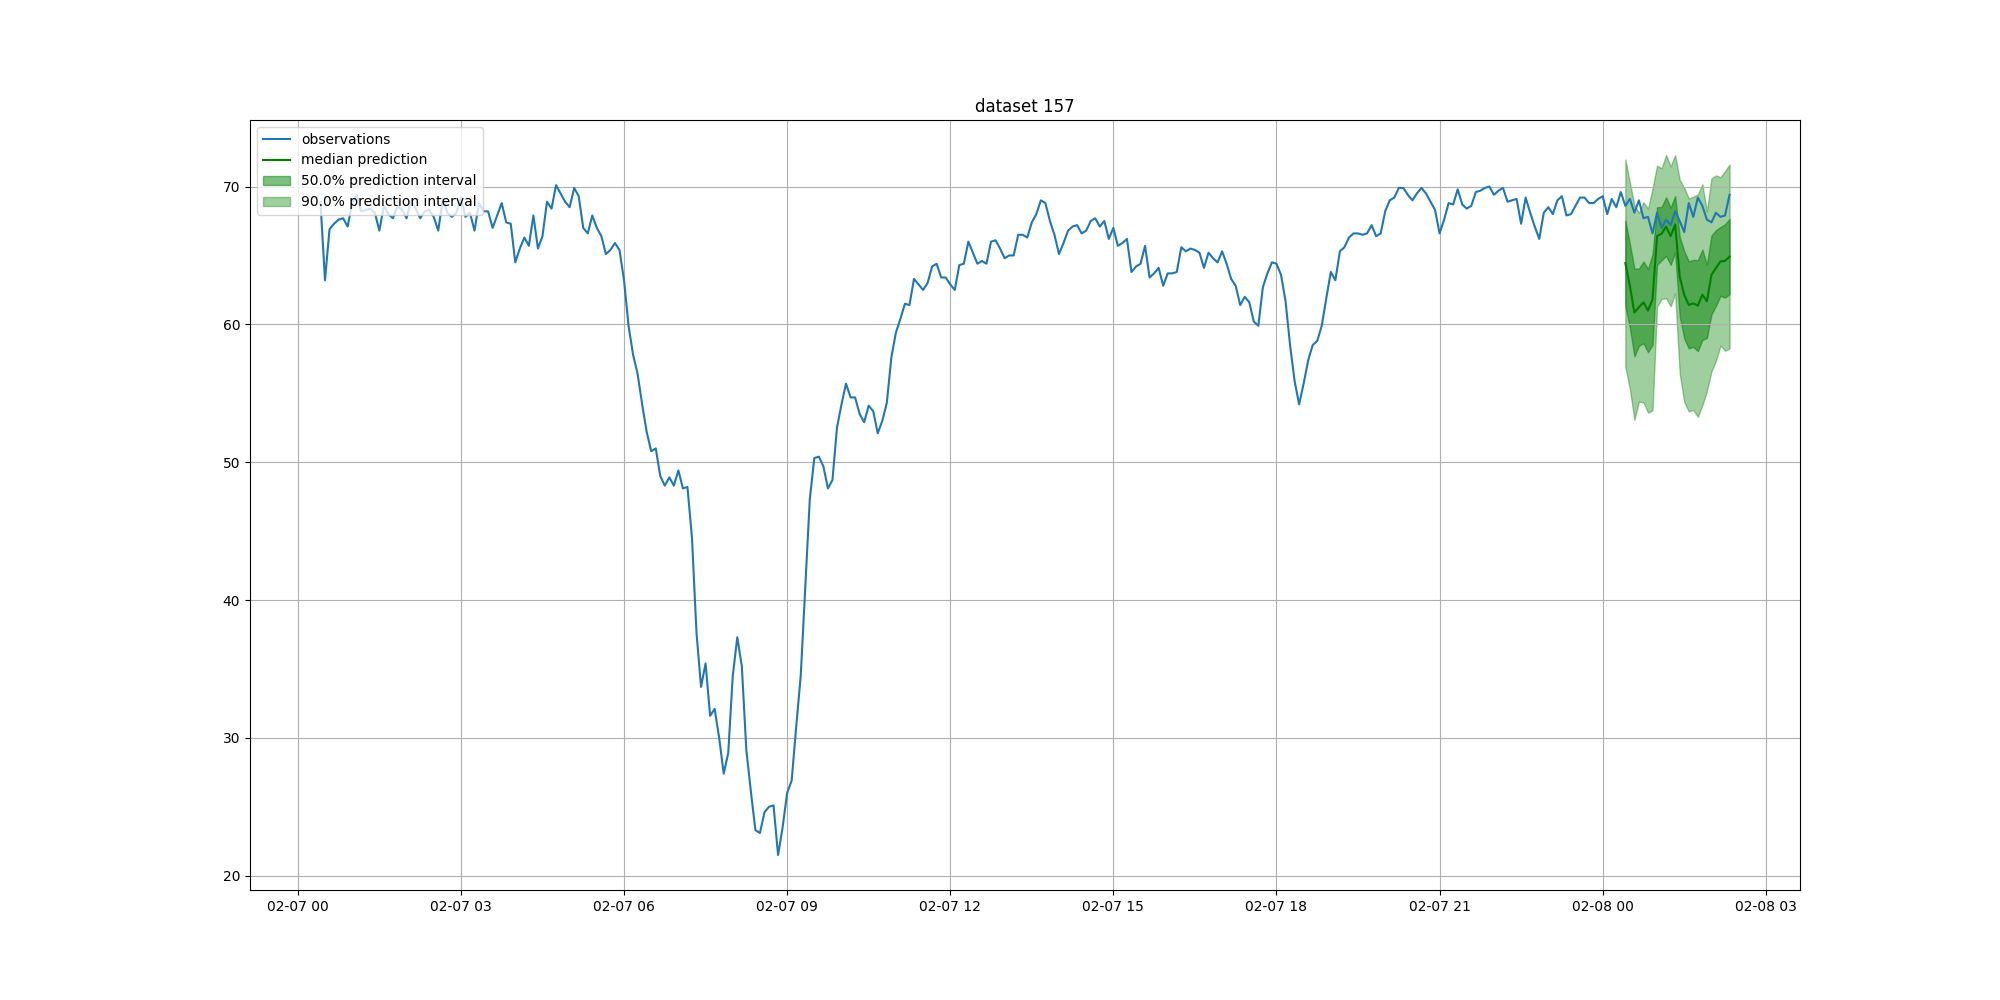 dataset 157
observations
median prediction
50.0% prediction interval
90.0% prediction interval
70
60
50
40
30
20
02-07 00 02-07 03 02-07 06 02-07 09 02-07 12 02-07 15 02-07 18 02-07 21 02-08 00 02-08 03